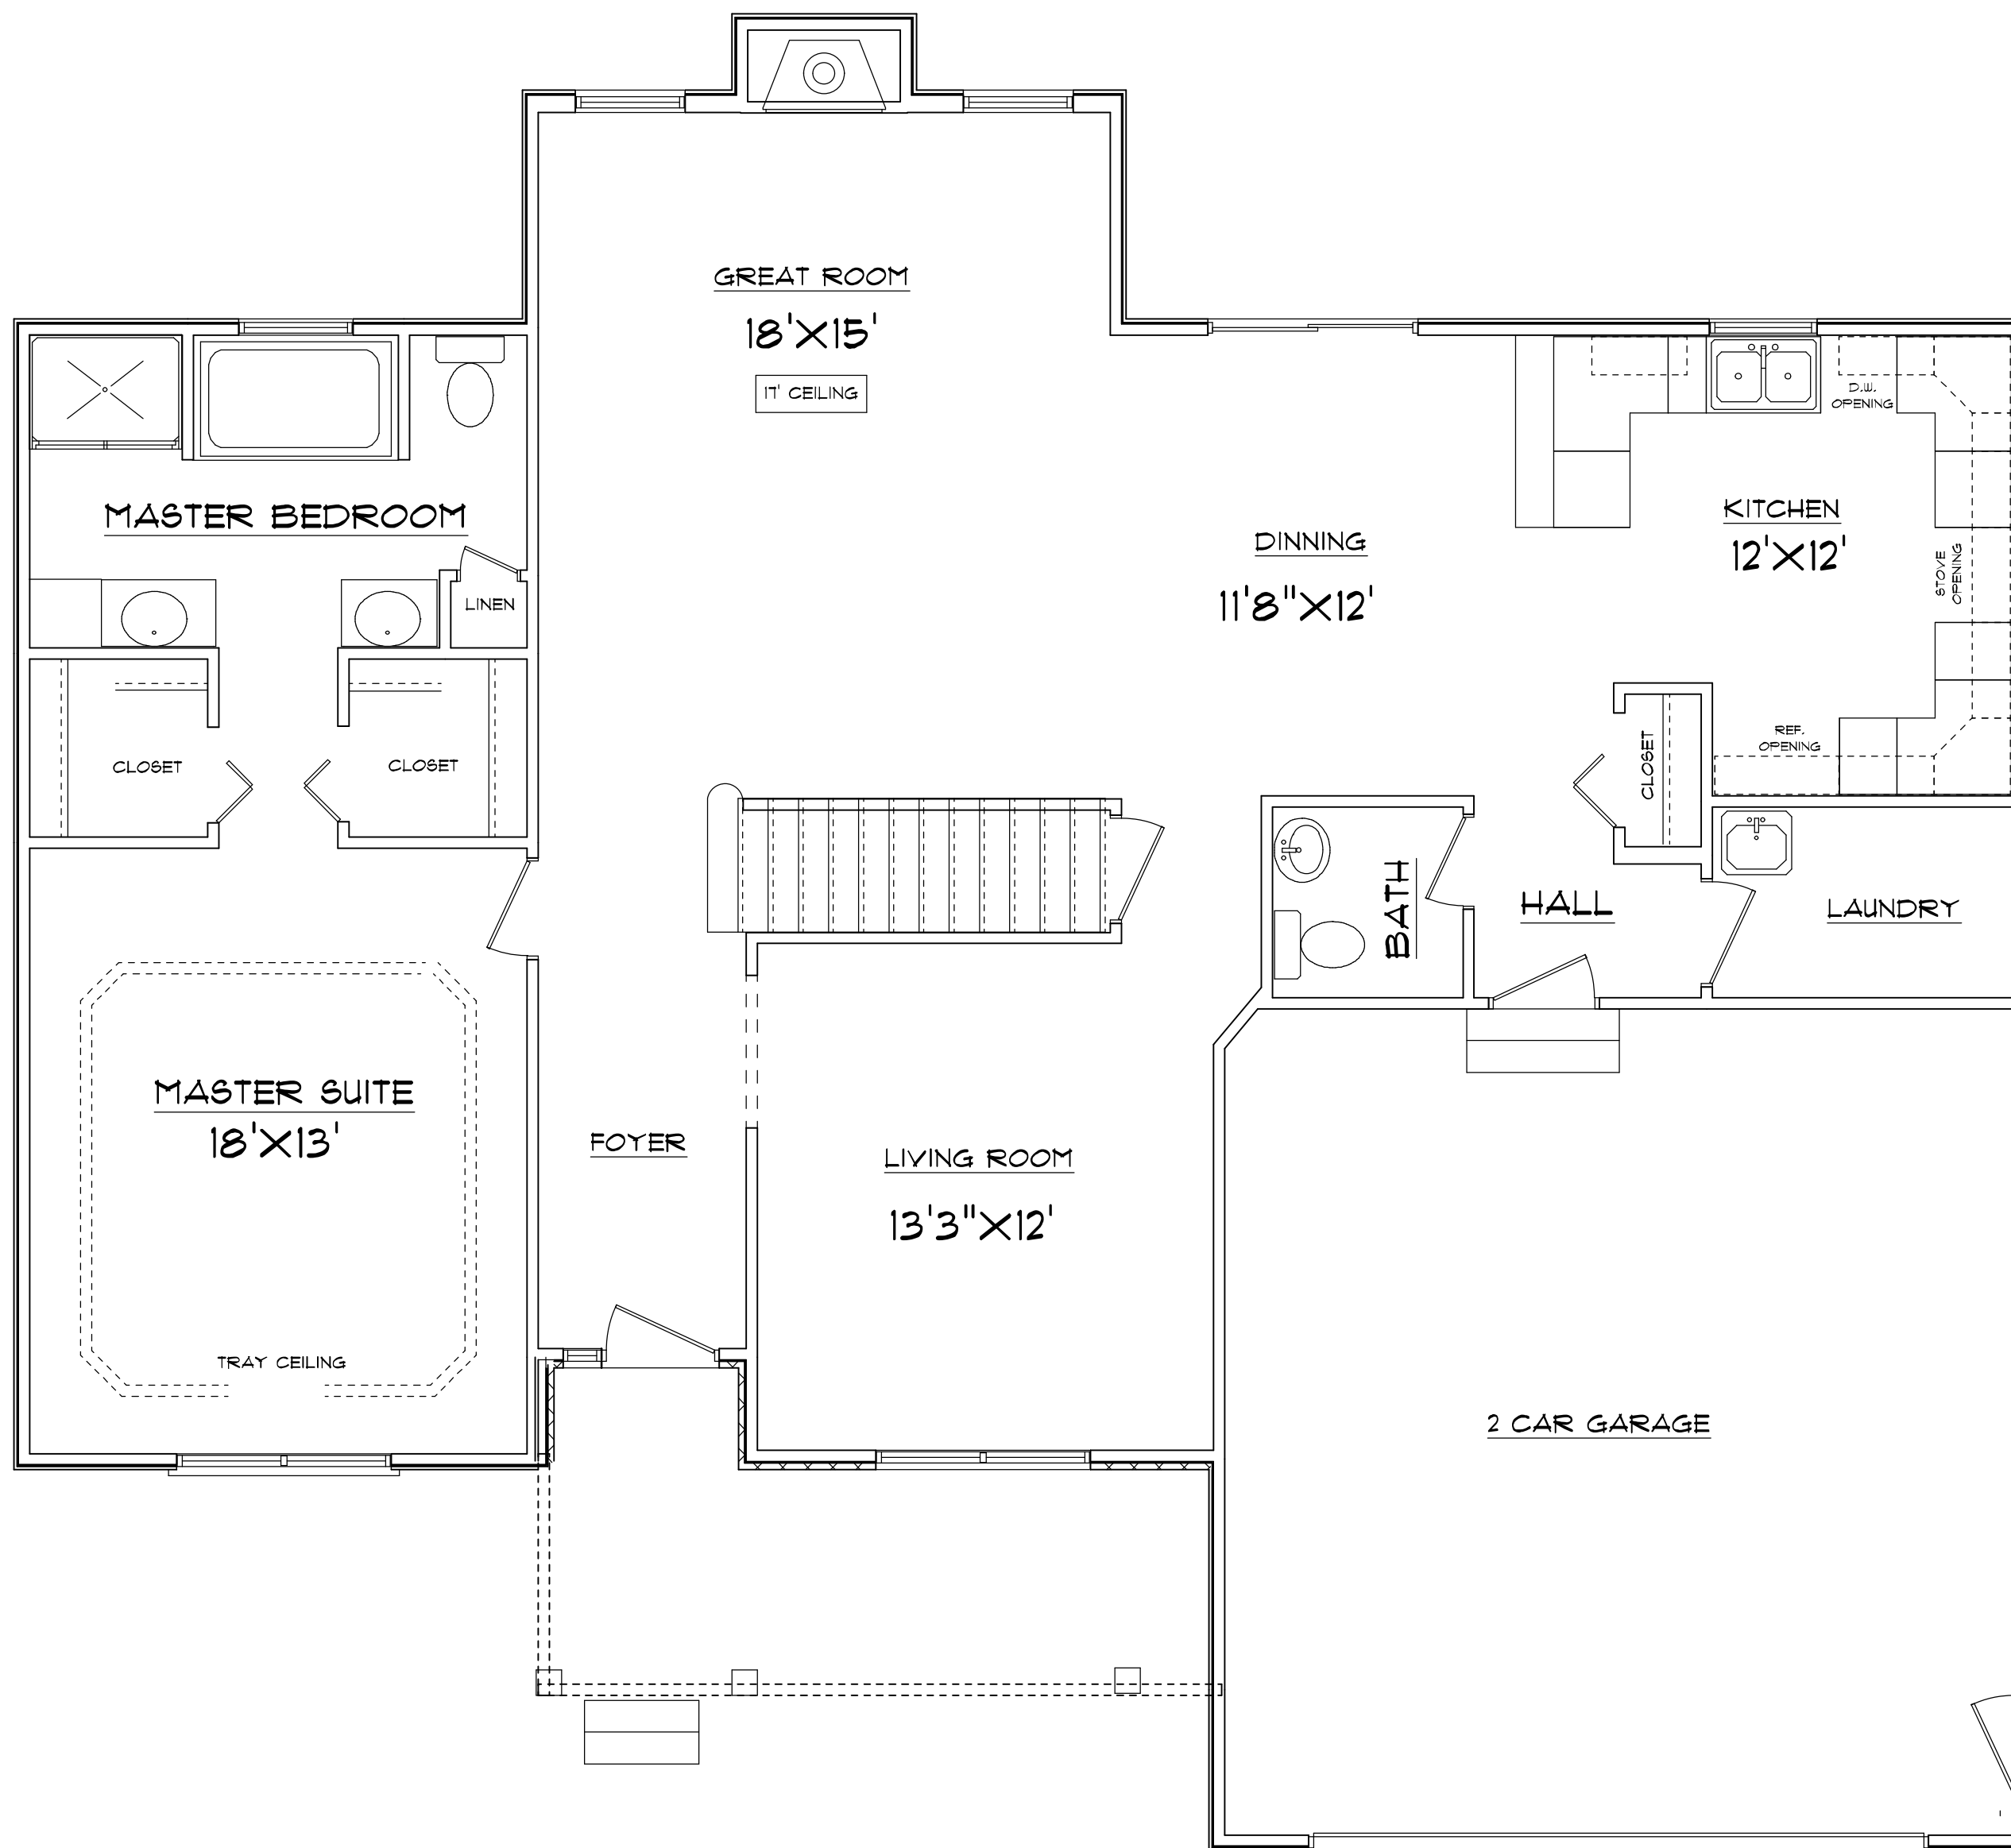 GREAT ROOM
18'X15'
17' CEILING
MASTER BEDROOM
LINEN
CLOSET
CLOSET
DINNING
11'8"X12'
KITCHEN
12'X12'
D.W.
OPENING
STOVE
OPENING
REF.
OPENING
CLOSET
BATH
HALL
LAUNDRY
MASTER SUITE
18'X13'
TRAY CEILING
FOYER
LIVING ROOM
13'3"X12'
2 CAR GARAGE